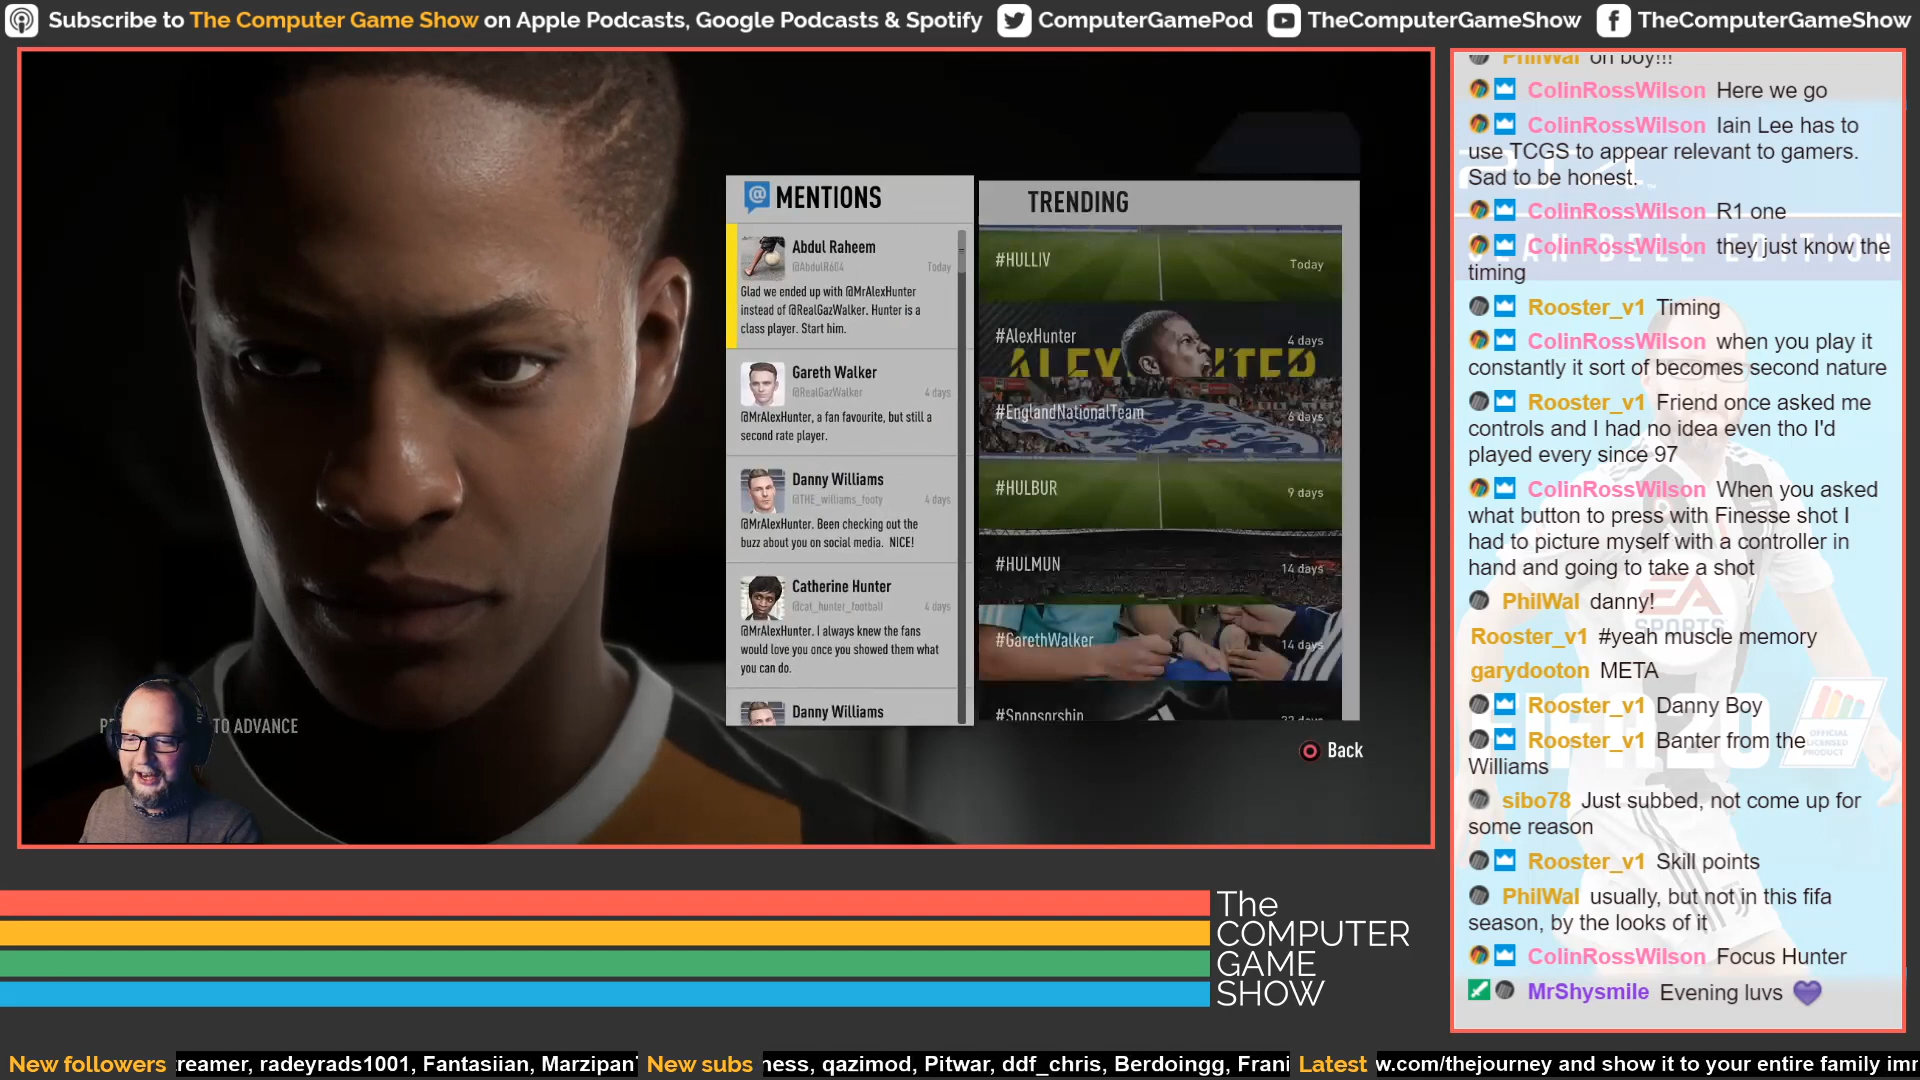 Subscribe to The Computer Game Show on Apple Podcasts, Google Podcasts & Spotify ComputerGamePod TheComputerGameShow TheComputerGameShow
@ MENTIONS
Abdul Raheem
@AbdulR604 Today
Glad we ended up with @MrAlexHunter
instead of @RealGazWalker. Hunter is a
class player. Start him.
Gareth Walker
@RealGazWalker 4 days
@MrAlexHunter, a fan favourite, but still a
second rate player.
Danny Williams
@THE_williams_footy 4 days
@MrAlexHunter. Been checking out the
buzz about you on social media. NICE!
Catherine Hunter
@cat_hunter_football 4 days
@MrAlexHunter. I always knew the fans
would love you once you showed them what
you can do.
Danny Williams
TRENDING
#HULLIV Today
#AlexHunter 4 days
#EnglandNationalTeam 6 days
#HULBUR 9 days
#HULMUN 14 days
#GarethWalker 14 days
#Sponsorship
Back
TO ADVANCE
PhilWal oh boy!!!
ColinRossWilson Here we go
ColinRossWilson Iain Lee has to
use TCGS to appear relevant to gamers.
Sad to be honest.
ColinRossWilson R1 one
ColinRossWilson they just know the
timing
Rooster_v1 Timing
ColinRossWilson when you play it
constantly it sort of becomes second nature
Rooster_v1 Friend once asked me
controls and I had no idea even tho I'd
played every since 97
ColinRossWilson When you asked
what button to press with Finesse shot I
had to picture myself with a controller in
hand and going to take a shot
PhilWal danny!
Rooster_v1 #yeah muscle memory
garydooton META
Rooster_v1 Danny Boy
Rooster_v1 Banter from the
Williams
sibo78 Just subbed, not come up for
some reason
Rooster_v1 Skill points
PhilWal usually, but not in this fifa
season, by the looks of it
ColinRossWilson Focus Hunter
MrShysmile Evening luvs
EA
SPORTS
FIFA 20
OFFICIAL
LICENSED
PRODUCT
The
COMPUTER
GAME
SHOW
New followers reamer, radeyrads1001, Fantasiian, Marzipan New subs ness, qazimod, Pitwar, ddf_chris, Berdoingg, Frani Latest w.com/thejourney and show it to your entire family imm